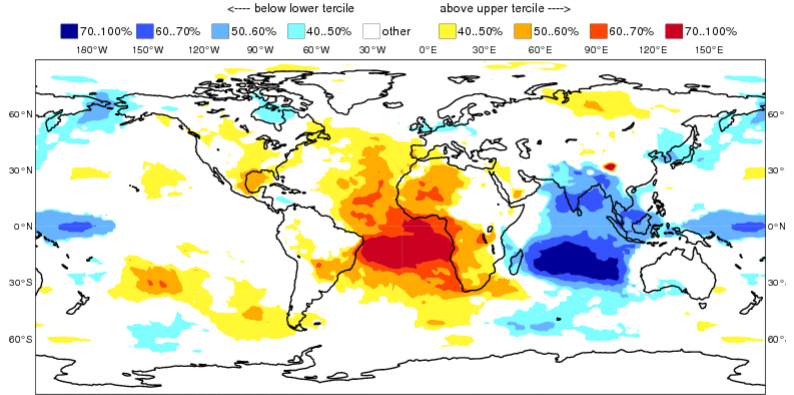 <---- below lower tercile above upper tercile ---->
70..100% 60..70% 50..60% 40..50% other 40..50% 50..60% 60..70% 70..100%
180°W 150°W 120°W 90°W 60°W 30°W 0°E 30°E 60°E 90°E 120°E 150°E
60°N 60°N
30°N 30°N
0°N 0°N
30°S 30°S
60°S 60°S